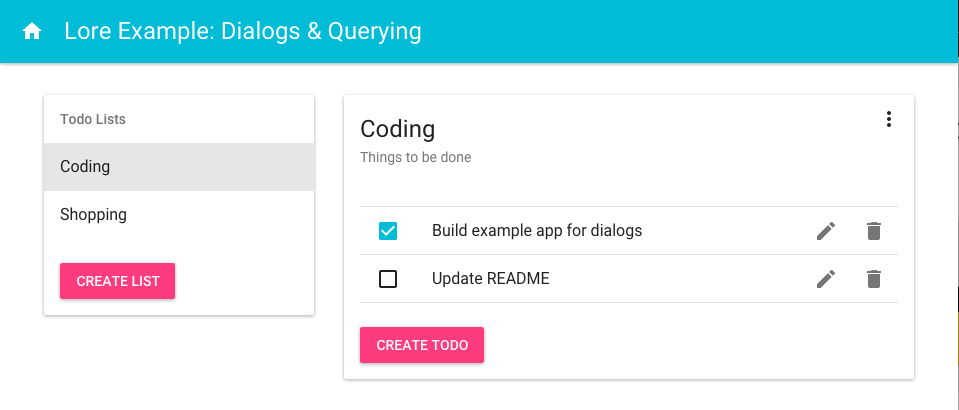 Lore Example: Dialogs & Querying
Todo Lists
Coding
Shopping
CREATE LIST
Coding
Things to be done
Build example app for dialogs
Update README
CREATE TODO